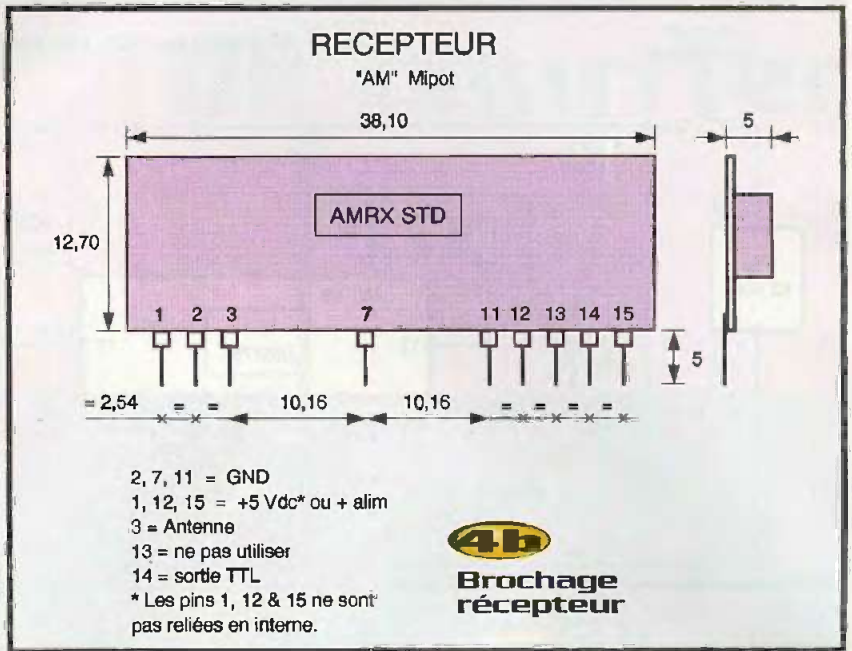 RECEPTEUR
"AM" Mipot
38,10
5
AMRX STD
12,70
1 2 3 7 11 12 13 14 15
5
= 2,54 = = 10,16 10,16 = = = =
2, 7, 11 = GND
1, 12, 15 = +5 Vdc* ou + alim
3 = Antenne
13 = ne pas utiliser
14 = sortie TTL
* Les pins 1, 12 & 15 ne sont
pas reliées en interne.
4b
Brochage
récepteur